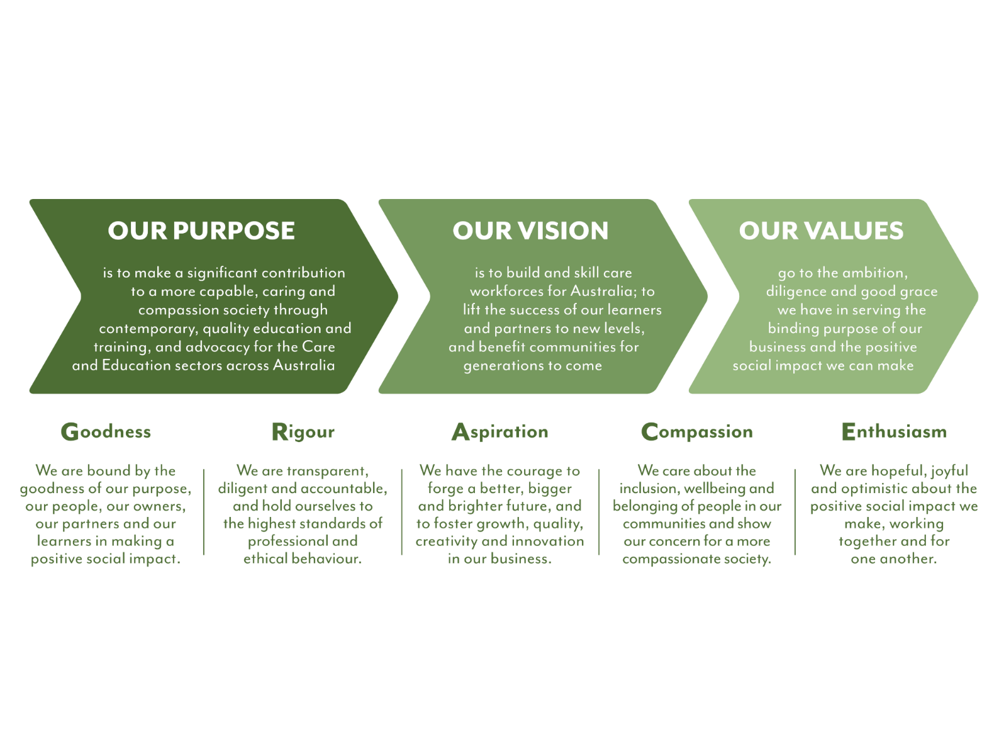 OUR PURPOSE
is to make a significant contribution
to a more capable, caring and
compassion society through
contemporary, quality education and
training, and advocacy for the Care
and Education sectors across Australia
OUR VISION
is to build and skill care
workforces for Australia; to
lift the success of our learners
and partners to new levels,
and benefit communities for
generations to come
OUR VALUES
go to the ambition,
diligence and good grace
we have in serving the
binding purpose of our
business and the positive
social impact we can make
Goodness
We are bound by the
goodness of our purpose,
our people, our owners,
our partners and our
learners in making a
positive social impact.
Rigour
We are transparent,
diligent and accountable,
and hold ourselves to
the highest standards of
professional and
ethical behaviour.
Aspiration
We have the courage to
forge a better, bigger
and brighter future, and
to foster growth, quality,
creativity and innovation
in our business.
Compassion
We care about the
inclusion, wellbeing and
belonging of people in our
communities and show
our concern for a more
compassionate society.
Enthusiasm
We are hopeful, joyful
and optimistic about the
positive social impact we
make, working
together and for
one another.